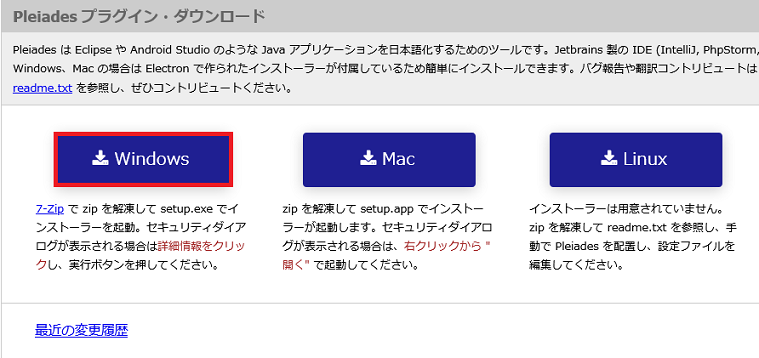 Pleiades プラグイン・ダウンロード
Pleiades は Eclipse や Android Studio のような Java アプリケーションを日本語化するためのツールです。Jetbrains 製の IDE (IntelliJ, PhpStorm,
Windows、Mac の場合は Electron で作られたインストーラーが付属しているため簡単にインストールできます。バグ報告や翻訳コントリビュートは
readme.txt を参照し、ぜひコントリビュートください。
Windows
7-Zip で zip を解凍して setup.exe でイ
ンストーラーを起動。セキュリティダイア
ログが表示される場合は詳細情報をクリッ
クし、実行ボタンを押してください。
Mac
zip を解凍して setup.app でインストー
ラーが起動します。セキュリティダイアロ
グが表示される場合は、右クリックから "
開く" で起動してください。
Linux
インストーラーは用意されていません。
zip を解凍して readme.txt を参照し、手
動で Pleiades を配置し、設定ファイルを
編集してください。
最近の変更履歴